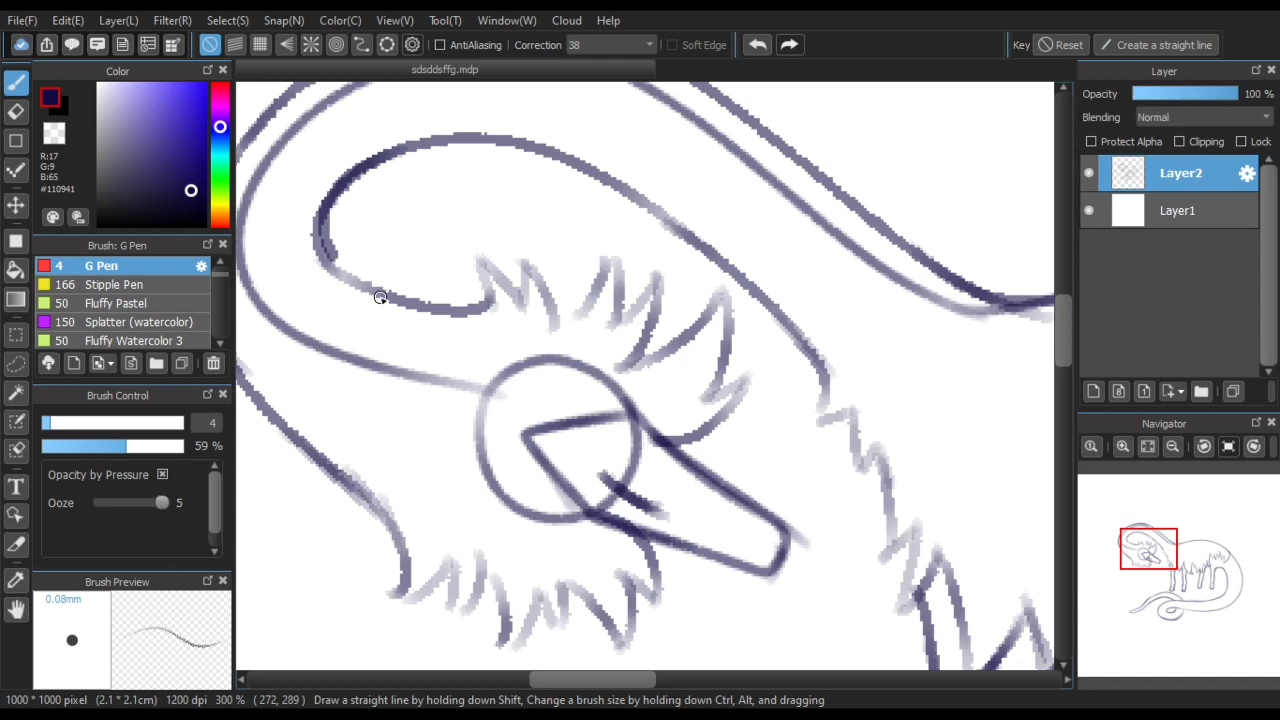 File(F) Edit(E) Layer(L) Filter(R) Select(S) Snap(N) Color(C) View(V) Tool(T) Window(W) Cloud Help
AntiAliasing Correction 38 Soft Edge Key Reset Create a straight line
Color
sdsddsffg.mdp
R:17
G:9
B:65
#110941
Brush: G Pen
4 G Pen
166 Stipple Pen
50 Fluffy Pastel
150 Splatter (watercolor)
50 Fluffy Watercolor 3
Brush Control
4
59 %
Opacity by Pressure
Ooze 5
Brush Preview
0.08mm
Layer
Opacity 100 %
Blending Normal
Protect Alpha Clipping Lock
Layer2
Layer1
Navigator
1000 * 1000 pixel (2.1 * 2.1cm) 1200 dpi 300 % ( 272, 289 ) Draw a straight line by holding down Shift, Change a brush size by holding down Ctrl, Alt, and dragging